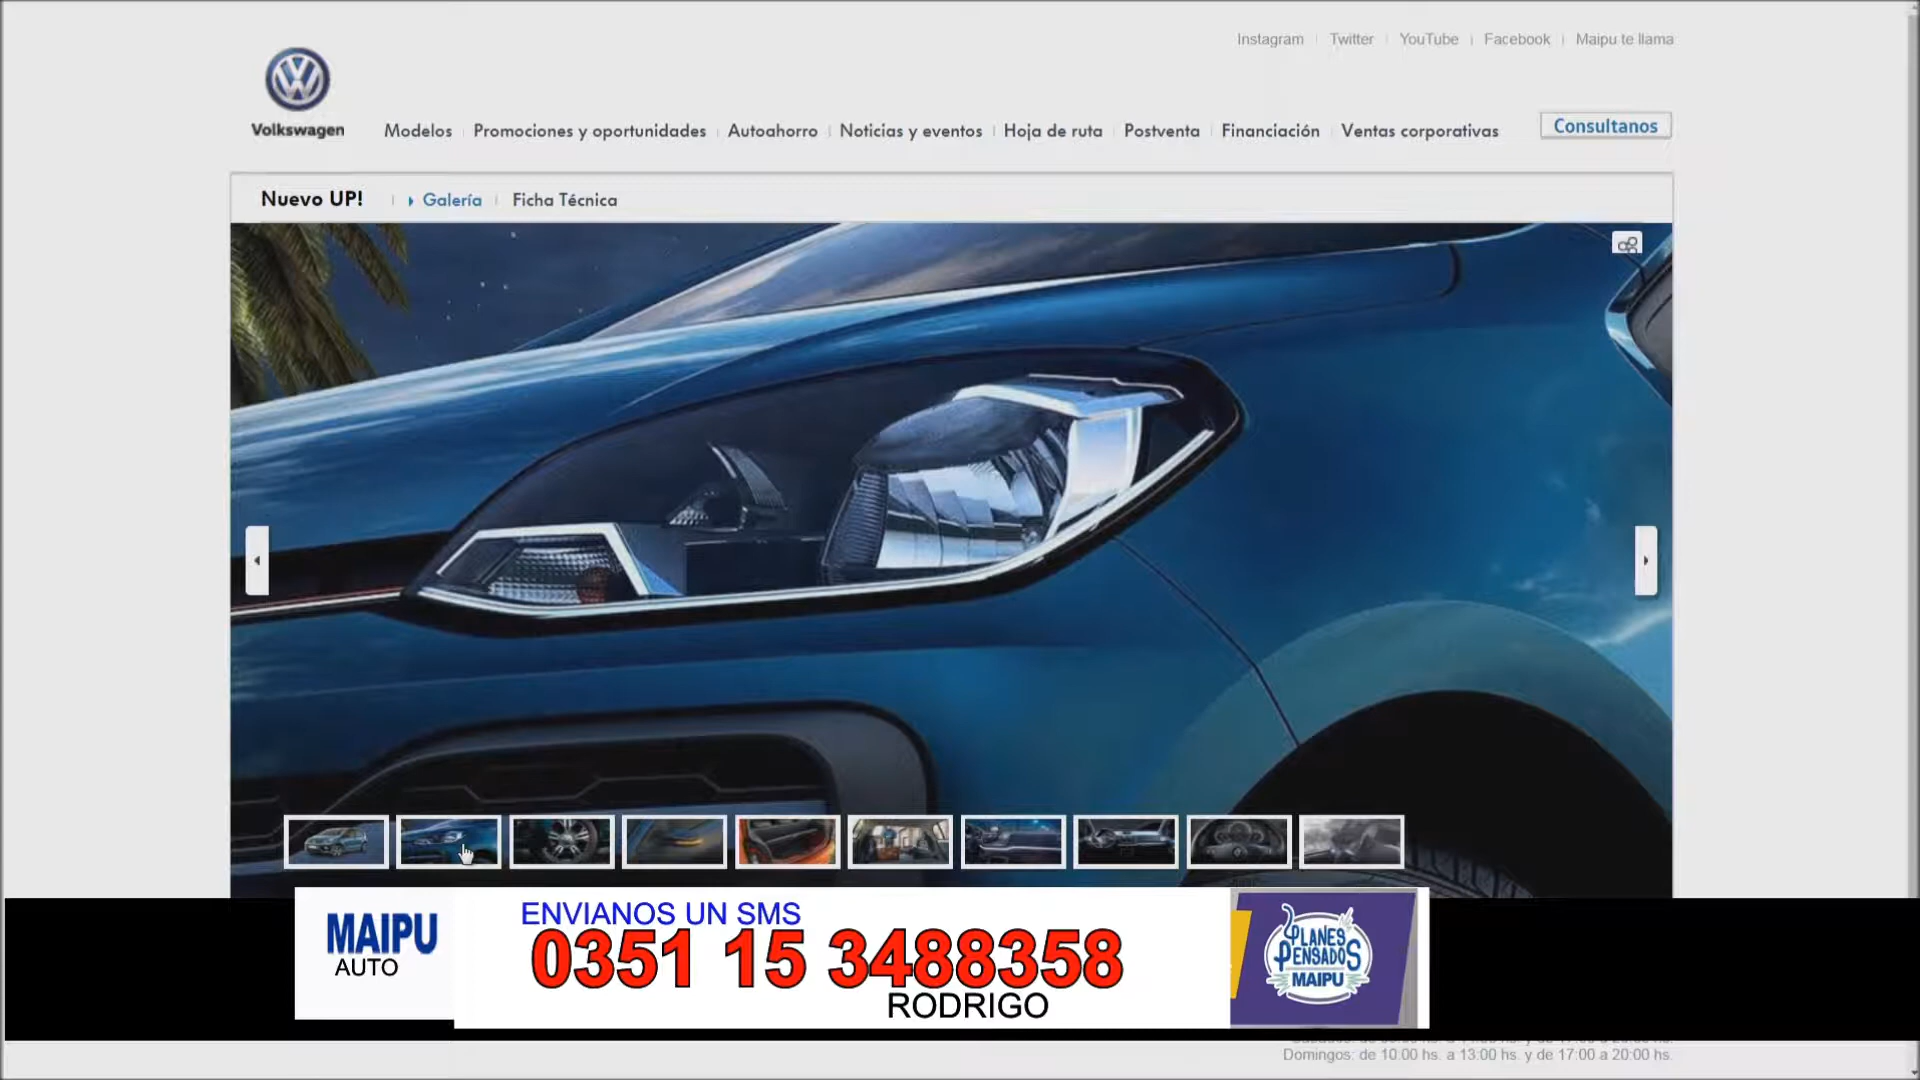 Instagram Twitter YouTube Facebook Maipu te llama
Volkswagen
Modelos Promociones y oportunidades Autoahorro Noticias y eventos Hoja de ruta Postventa Financiación Ventas corporativas Consultanos
Nuevo UP! Galería Ficha Técnica
MAIPU
AUTO
ENVIANOS UN SMS
0351 15 3488358
RODRIGO
PLANES
PENSADOS
MAIPU
Domingos: de 10:00 hs. a 13:00 hs. y de 17:00 a 20:00 hs.